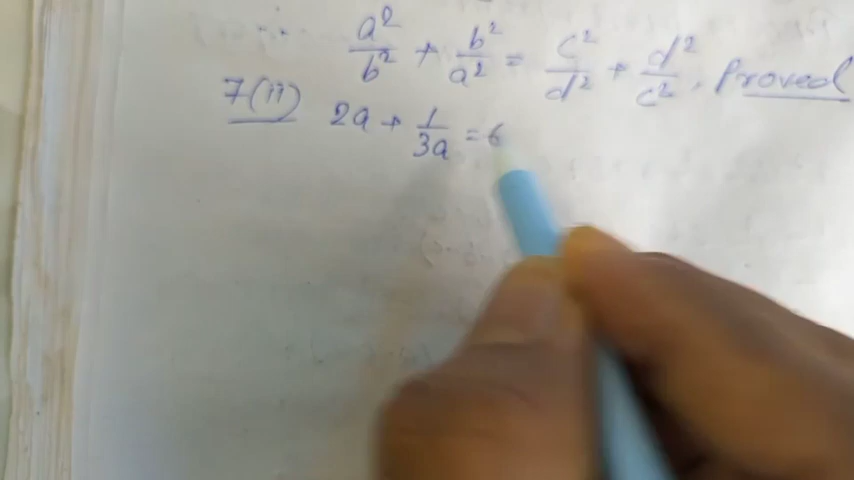 a²/b² + b²/a² = c²/d² + d²/c². Proved
7(ii) 2a + 1/3a = 6